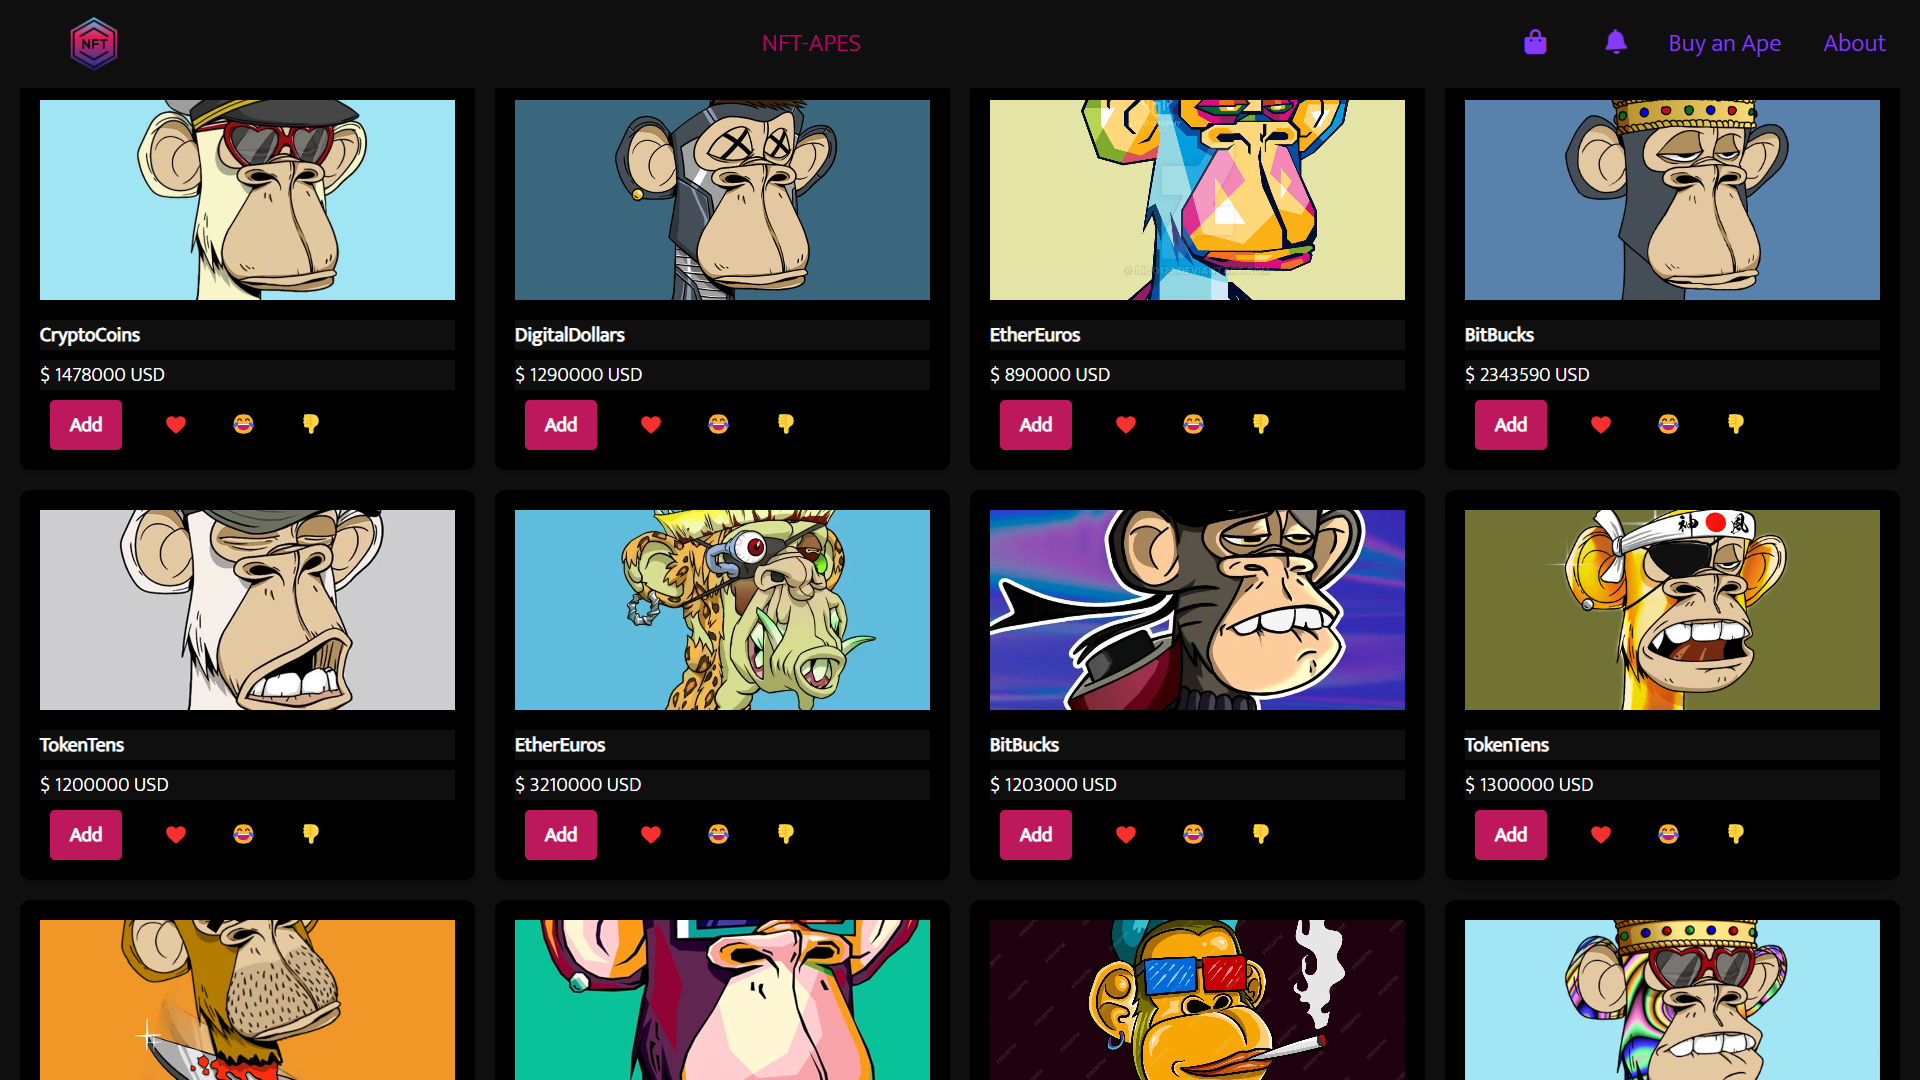 NFT
NFT-APES
Buy an Ape
About
CryptoCoins
$ 1478000 USD
Add
DigitalDollars
$ 1290000 USD
Add
EtherEuros
$ 890000 USD
Add
BitBucks
$ 2343590 USD
Add
神風
TokenTens
$ 1200000 USD
Add
EtherEuros
$ 3210000 USD
Add
BitBucks
$ 1203000 USD
Add
TokenTens
$ 1300000 USD
Add